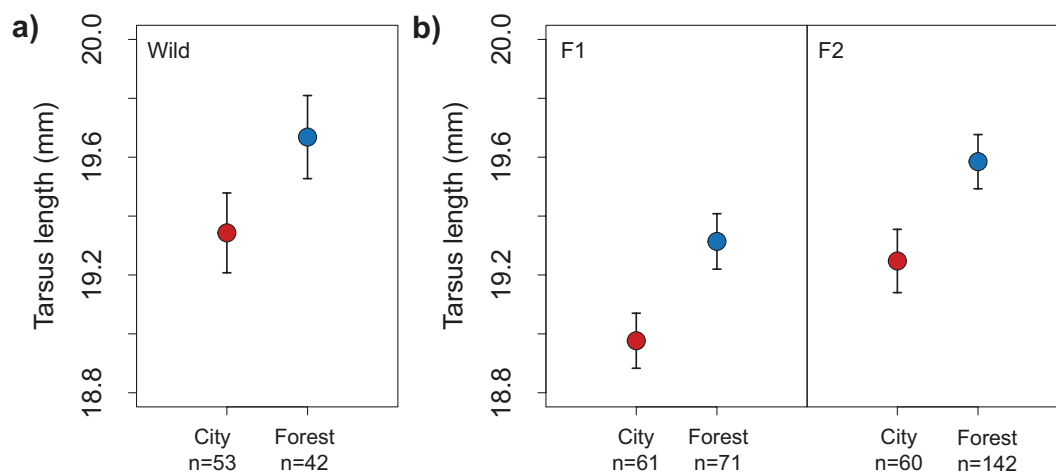 a)
Wild
Tarsus length (mm)
20.0
19.6
19.2
18.8
City
n=53
Forest
n=42
b)
F1
F2
Tarsus length (mm)
20.0
19.6
19.2
18.8
City
n=61
Forest
n=71
City
n=60
Forest
n=142